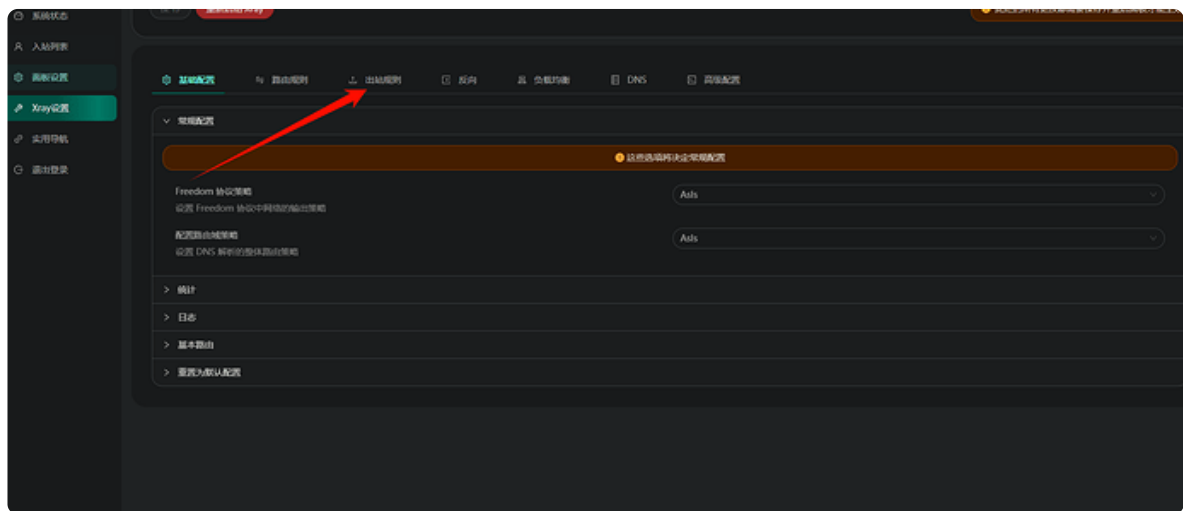 系统状态
重新启动 Xray
入站列表
面板设置
基础配置 路由规则 出站规则 反向 负载均衡 DNS 高级配置
Xray设置
常规配置
实用导航
这些选项将决定常规配置
退出登录
Freedom 协议策略
AsIs
设置 Freedom 协议中网络的输出策略
配置路由域策略
AsIs
设置 DNS 解析的整体路由策略
统计
日志
基本路由
重置为默认配置